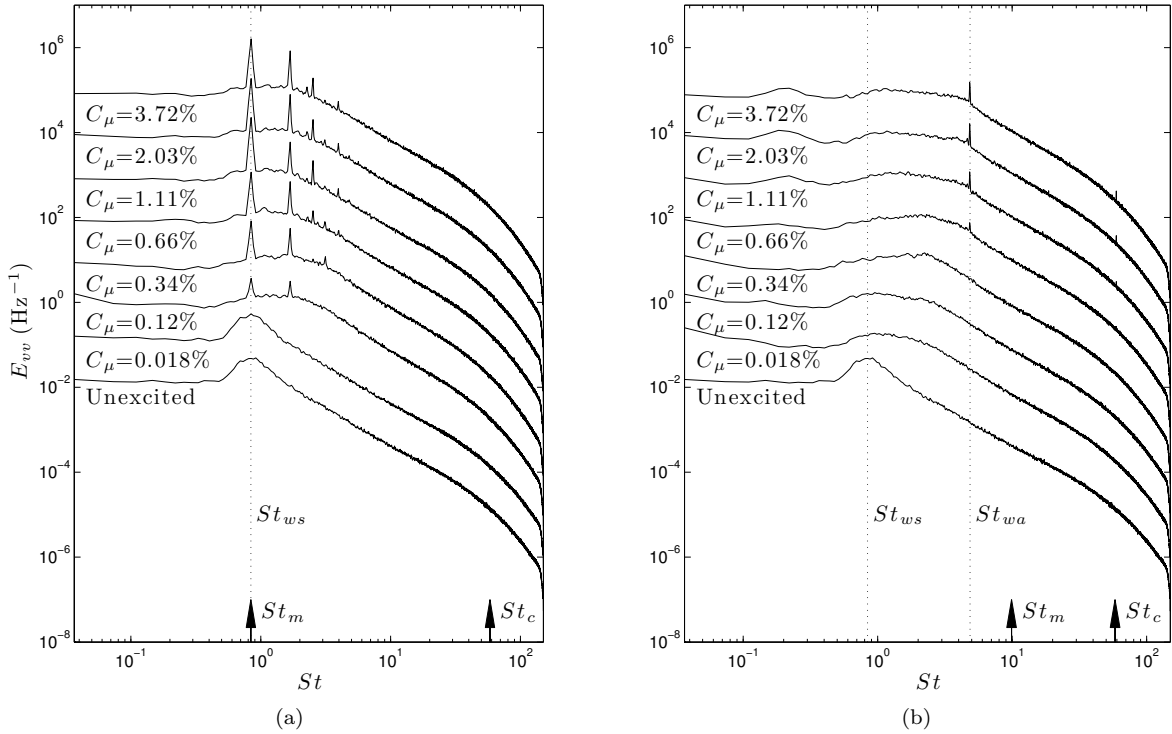 10^6
10^4
10^2
10^0
10^−2
10^−4
10^−6
10^−8
E_vv (Hz^−1)
C_μ=3.72%
C_μ=2.03%
C_μ=1.11%
C_μ=0.66%
C_μ=0.34%
C_μ=0.12%
C_μ=0.018%
Unexcited
St_ws
St_m
St_c
10^−1
10^0
10^1
10^2
St
(a)
10^6
10^4
10^2
10^0
10^−2
10^−4
10^−6
10^−8
C_μ=3.72%
C_μ=2.03%
C_μ=1.11%
C_μ=0.66%
C_μ=0.34%
C_μ=0.12%
C_μ=0.018%
Unexcited
St_ws
St_wa
St_m
St_c
10^−1
10^0
10^1
10^2
St
(b)